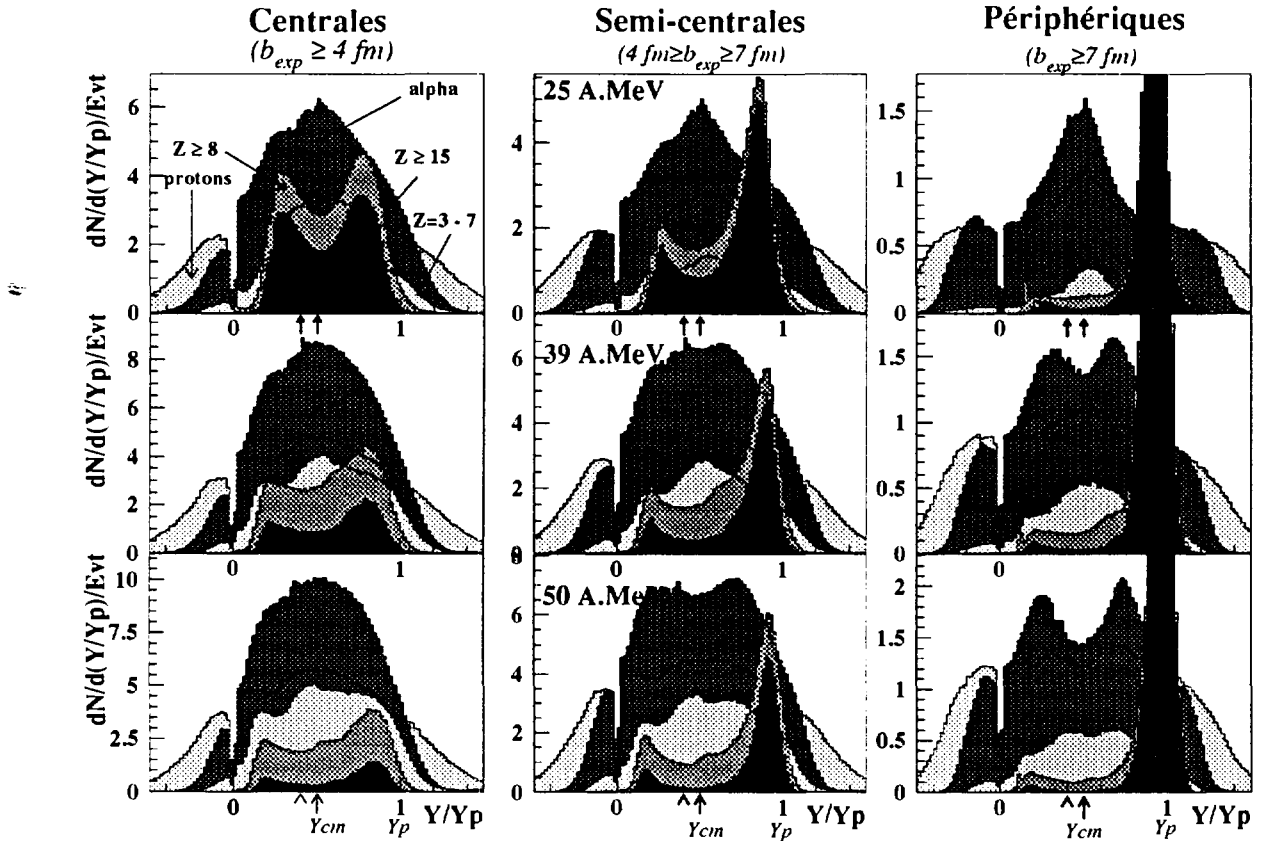 Centrales
(b_exp ≥ 4 fm)
Semi-centrales
(4 fm≥b_exp≥7 fm)
Périphériques
(b_exp≥7 fm)
dN/d(Y/Yp)/Evt
6
4
2
0
alpha
Z ≥ 8
protons
Z ≥ 15
Z=3 - 7
25 A.MeV
4
2
0
1.5
1
0.5
0
0 1
0 1
0 1
dN/d(Y/Yp)/Evt
8
6
4
2
0
39 A.MeV
6
4
2
0
1.5
1
0.5
0
0 1
0 1
0 1
dN/d(Y/Yp)/Evt
10
7.5
5
2.5
0
50 A.Me
6
4
2
0
2
1.5
1
0.5
0
0 1 Y/Yp
0 1 Y/Yp
0 1 Y/Yp
Ycm Yp
Ycm Yp
Ycm Yp